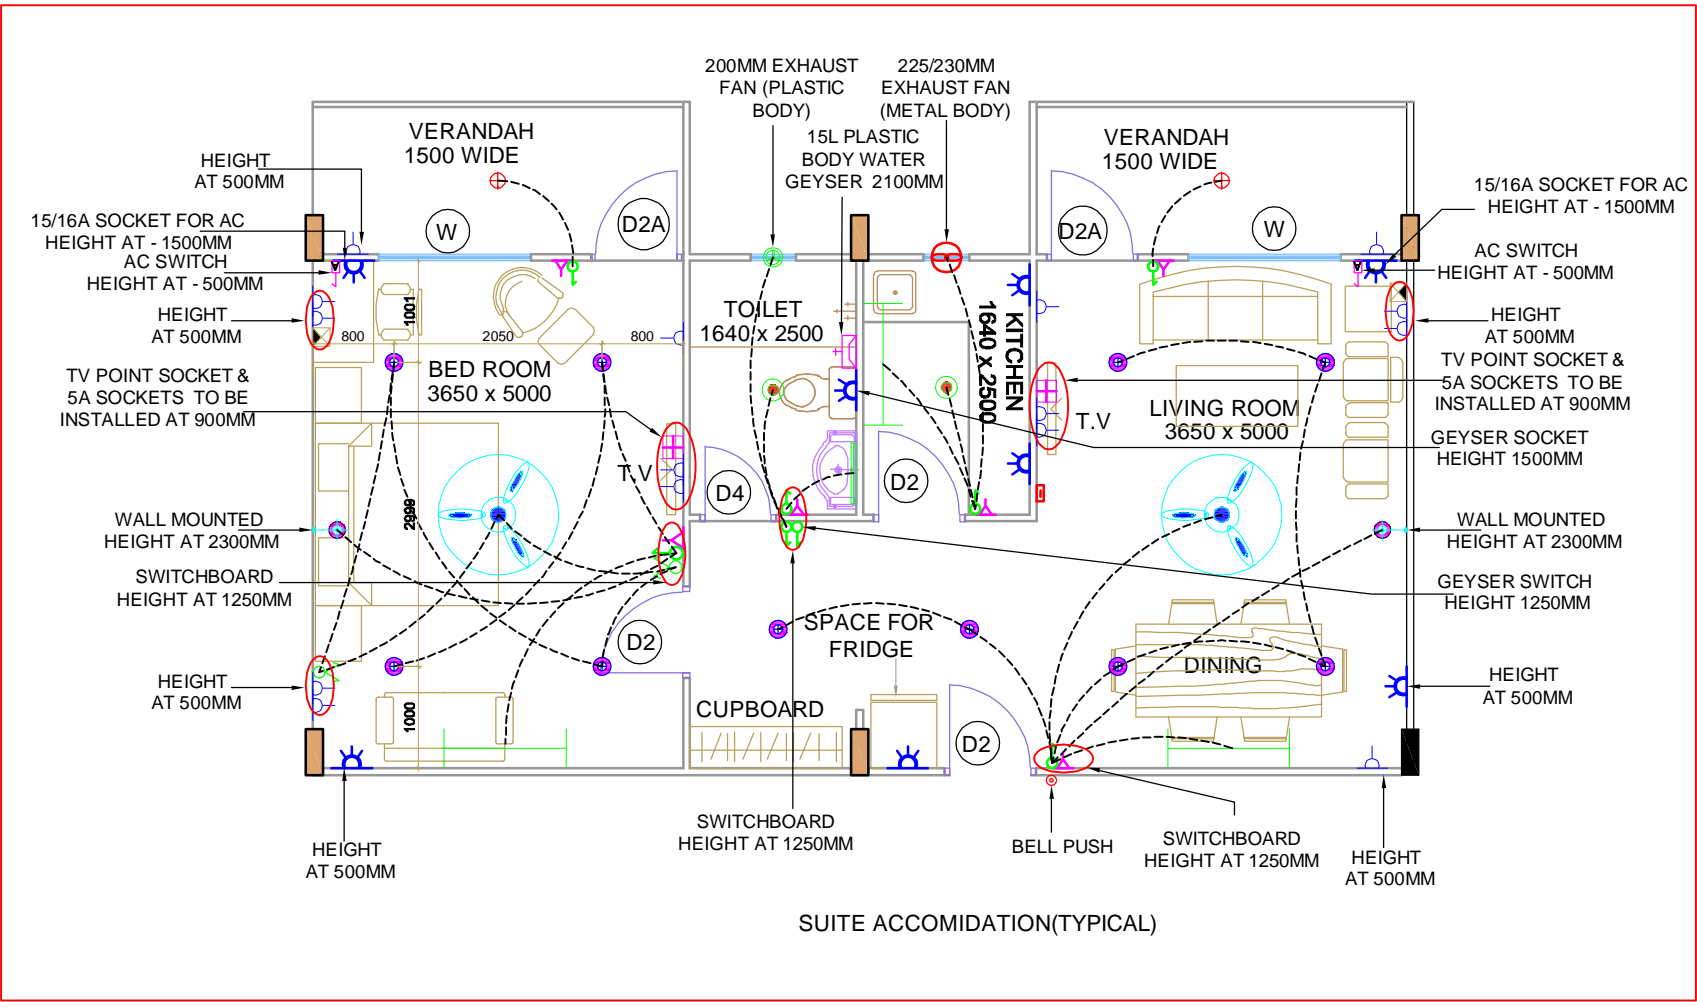 200MM EXHAUST
FAN (PLASTIC
BODY)
225/230MM
EXHAUST FAN
(METAL BODY)
15L PLASTIC
BODY WATER
GEYSER 2100MM
VERANDAH
1500 WIDE
VERANDAH
1500 WIDE
HEIGHT
AT 500MM
15/16A SOCKET FOR AC
HEIGHT AT - 1500MM
AC SWITCH
HEIGHT AT - 500MM
HEIGHT
AT 500MM
TV POINT SOCKET &
5A SOCKETS TO BE
INSTALLED AT 900MM
WALL MOUNTED
HEIGHT AT 2300MM
SWITCHBOARD
HEIGHT AT 1250MM
HEIGHT
AT 500MM
HEIGHT
AT 500MM
W
D2A
D2A
W
1001
800
2050
800
BED ROOM
3650 x 5000
T.V
2999
1000
D2
TOILET
1640 x 2500
D4
KITCHEN
1640 x 2500
D2
T.V
LIVING ROOM
3650 x 5000
SPACE FOR
FRIDGE
CUPBOARD
D2
DINING
15/16A SOCKET FOR AC
HEIGHT AT - 1500MM
AC SWITCH
HEIGHT AT - 500MM
HEIGHT
AT 500MM
TV POINT SOCKET &
5A SOCKETS TO BE
INSTALLED AT 900MM
GEYSER SOCKET
HEIGHT 1500MM
WALL MOUNTED
HEIGHT AT 2300MM
GEYSER SWITCH
HEIGHT 1250MM
HEIGHT
AT 500MM
SWITCHBOARD
HEIGHT AT 1250MM
BELL PUSH
SWITCHBOARD
HEIGHT AT 1250MM
HEIGHT
AT 500MM
SUITE ACCOMIDATION(TYPICAL)